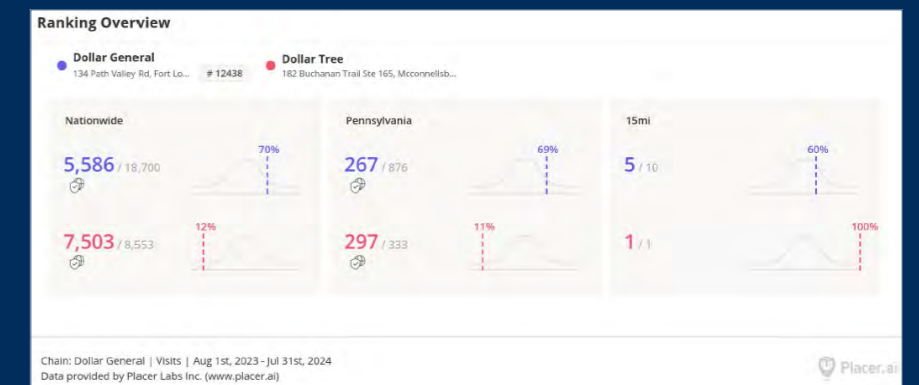 Ranking Overview
Dollar General
134 Path Valley Rd, Fort Lo... # 12438
Dollar Tree
182 Buchanan Trail Ste 165, Mcconnellsb...
Nationwide
5,586 / 18,700
70%
7,503 / 8,553
12%
Pennsylvania
267 / 876
69%
297 / 333
11%
15mi
5 / 10
60%
1 / 1
100%
Chain: Dollar General | Visits | Aug 1st, 2023 - Jul 31st, 2024
Data provided by Placer Labs Inc. (www.placer.ai)
Placer.ai